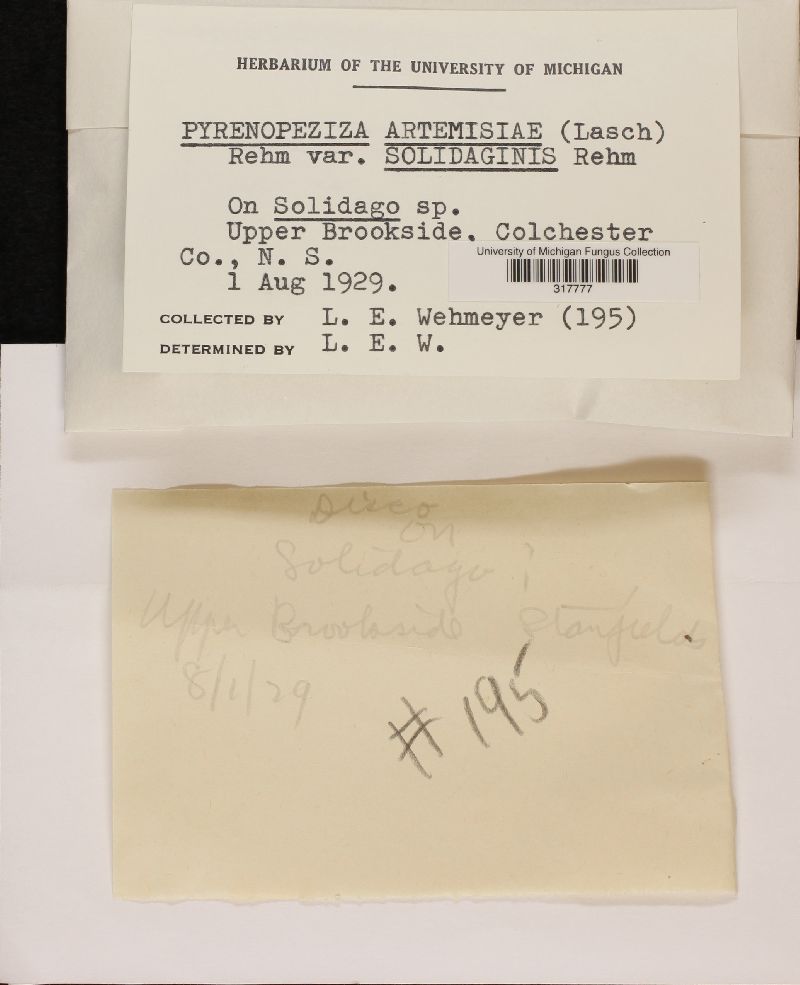 HERBARIUM OF THE UNIVERSITY OF MICHIGAN
PYRENOPEZIZA ARTEMISIAE (Lasch)
Rehm var. SOLIDAGINIS Rehm
On Solidago sp.
Upper Brookside, Colchester
Co., N. S.
1 Aug 1929.
University of Michigan Fungus Collection
317777
COLLECTED BY L. E. Wehmeyer (195)
DETERMINED BY L. E. W.
Disco
on
Solidago ?
Upper Brookside Stanfields
8/1/29
# 195